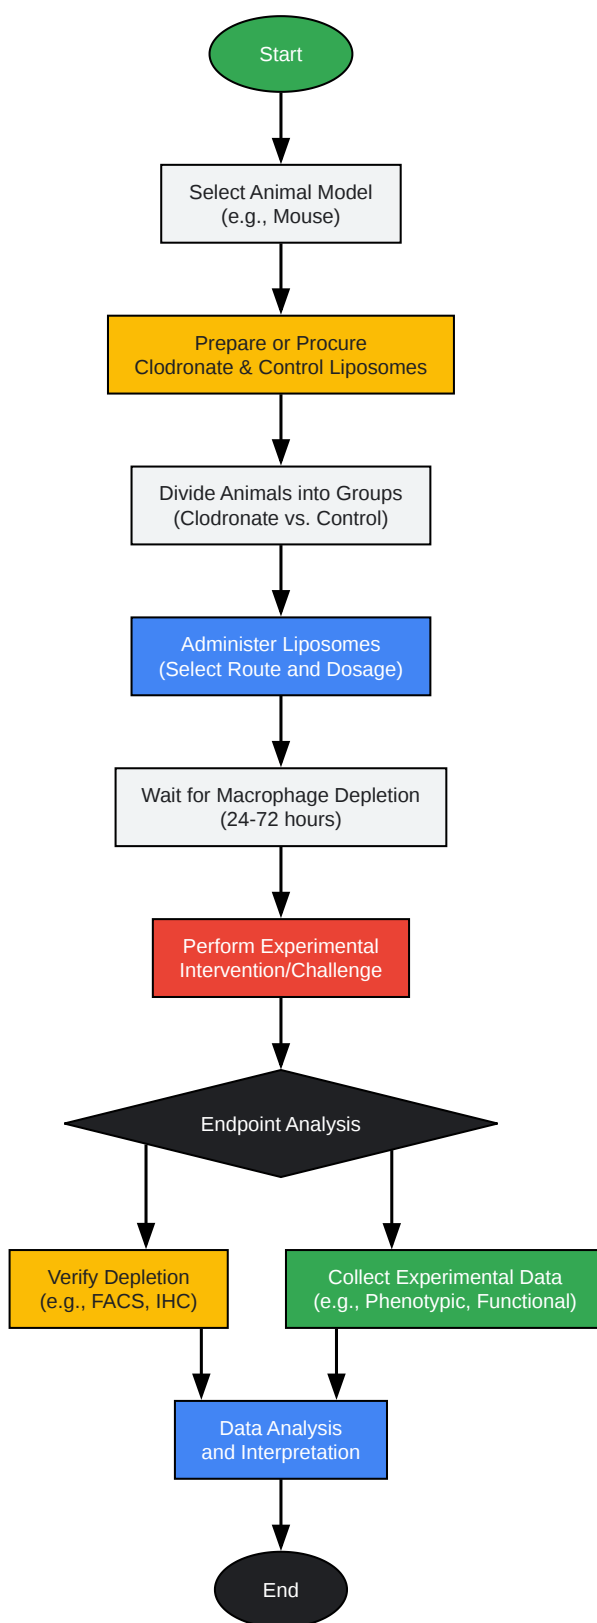 Start
Select Animal Model
(e.g., Mouse)
Prepare or Procure
Clodronate & Control Liposomes
Divide Animals into Groups
(Clodronate vs. Control)
Administer Liposomes
(Select Route and Dosage)
Wait for Macrophage Depletion
(24-72 hours)
Perform Experimental
Intervention/Challenge
Endpoint Analysis
Verify Depletion
(e.g., FACS, IHC)
Collect Experimental Data
(e.g., Phenotypic, Functional)
Data Analysis
and Interpretation
End